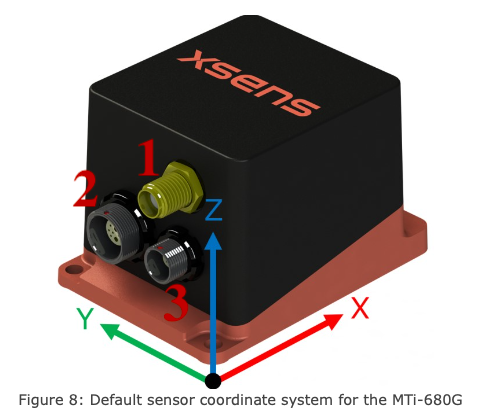 xsens
1
2
Z
3
X
Y
Figure 8: Default sensor coordinate system for the MTi-680G